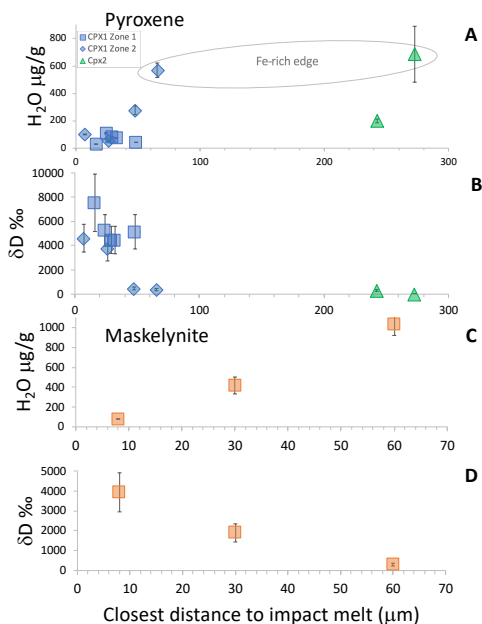 Pyroxene
A
CPX1 Zone 1
CPX1 Zone 2
Cpx2
Fe-rich edge
H₂O µg/g
800
600
400
200
0
0 100 200 300
B
δD ‰
10000
8000
6000
4000
2000
0
0 100 200 300
Maskelynite
C
H₂O µg/g
1000
800
600
400
200
0
0 10 20 30 40 50 60 70
D
δD ‰
5000
4000
3000
2000
1000
0
0 10 20 30 40 50 60 70
Closest distance to impact melt (µm)